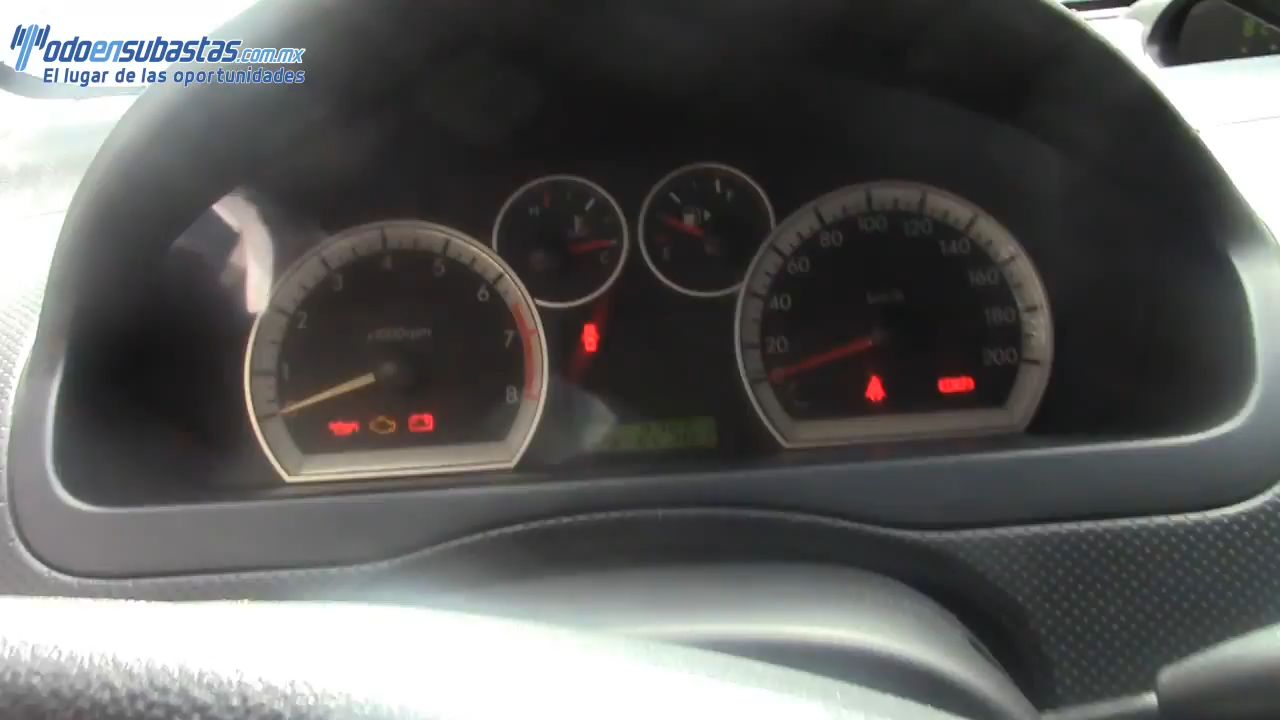 Todoensubastas.com.mx
El lugar de las oportunidades
1
2
3
4
5
6
7
8
x1000rpm
H
C
F
E
20
40
60
80
100
120
140
160
180
200
km/h